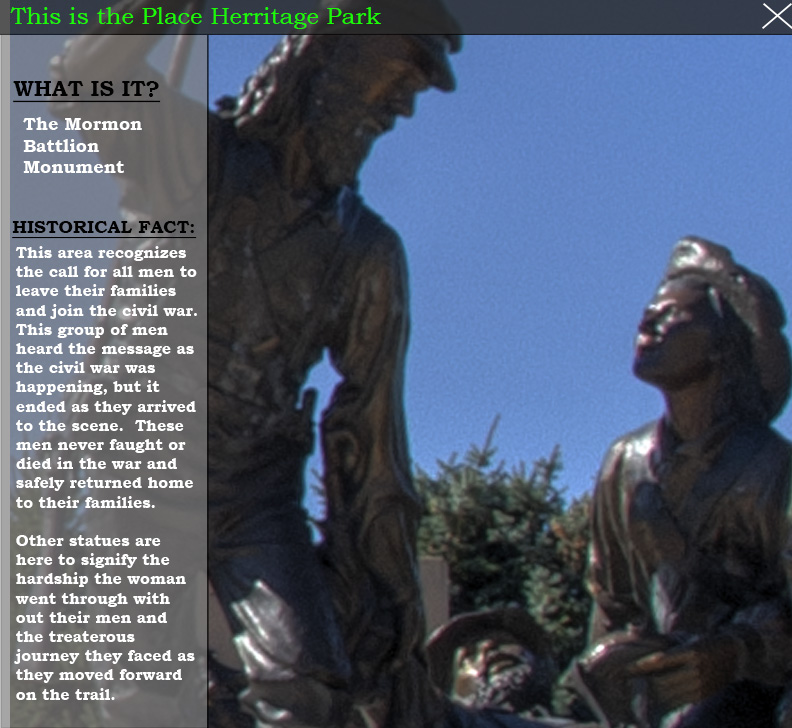 This is the Place Herritage Park
WHAT IS IT?
The Mormon
Battlion
Monument
HISTORICAL FACT:
This area recognizes
the call for all men to
leave their families
and join the civil war.
This group of men
heard the message as
the civil war was
happening, but it
ended as they arrived
to the scene.  These
men never faught or
died in the war and
safely returned home
to their families.
Other statues are
here to signify the
hardship the woman
went through with
out their men and
the treaterous
journey they faced as
they moved forward
on the trail.